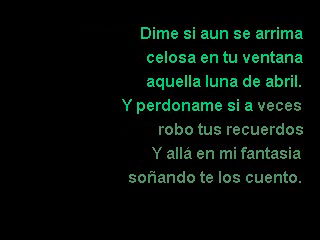 Dime si aun se arrima
celosa en tu ventana
aquella luna de abril.
Y perdoname si a veces
robo tus recuerdos
Y allá en mi fantasia
soñando te los cuento.